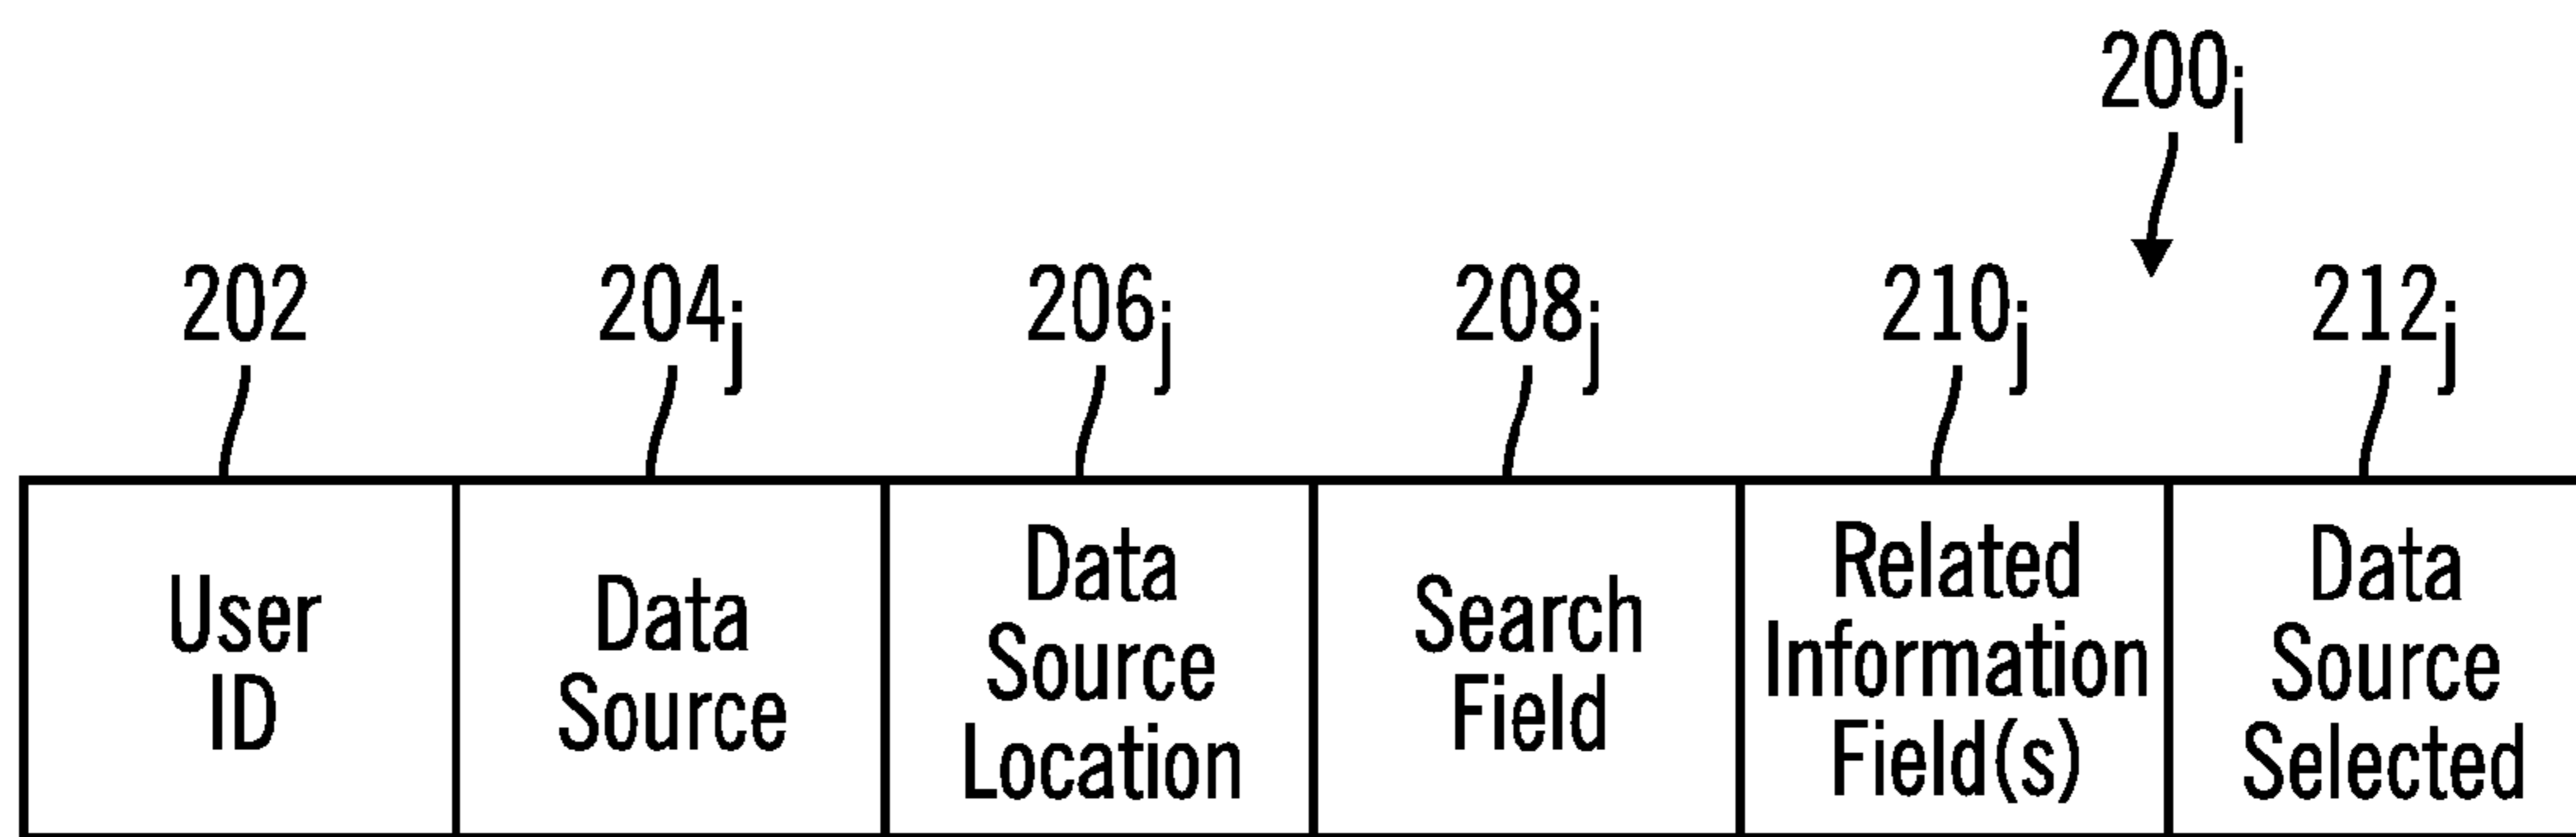 200i
202 204j 206j 208j 210j 212j
User
ID
Data
Source
Data
Source
Location
Search
Field
Related
Information
Field(s)
Data
Source
Selected